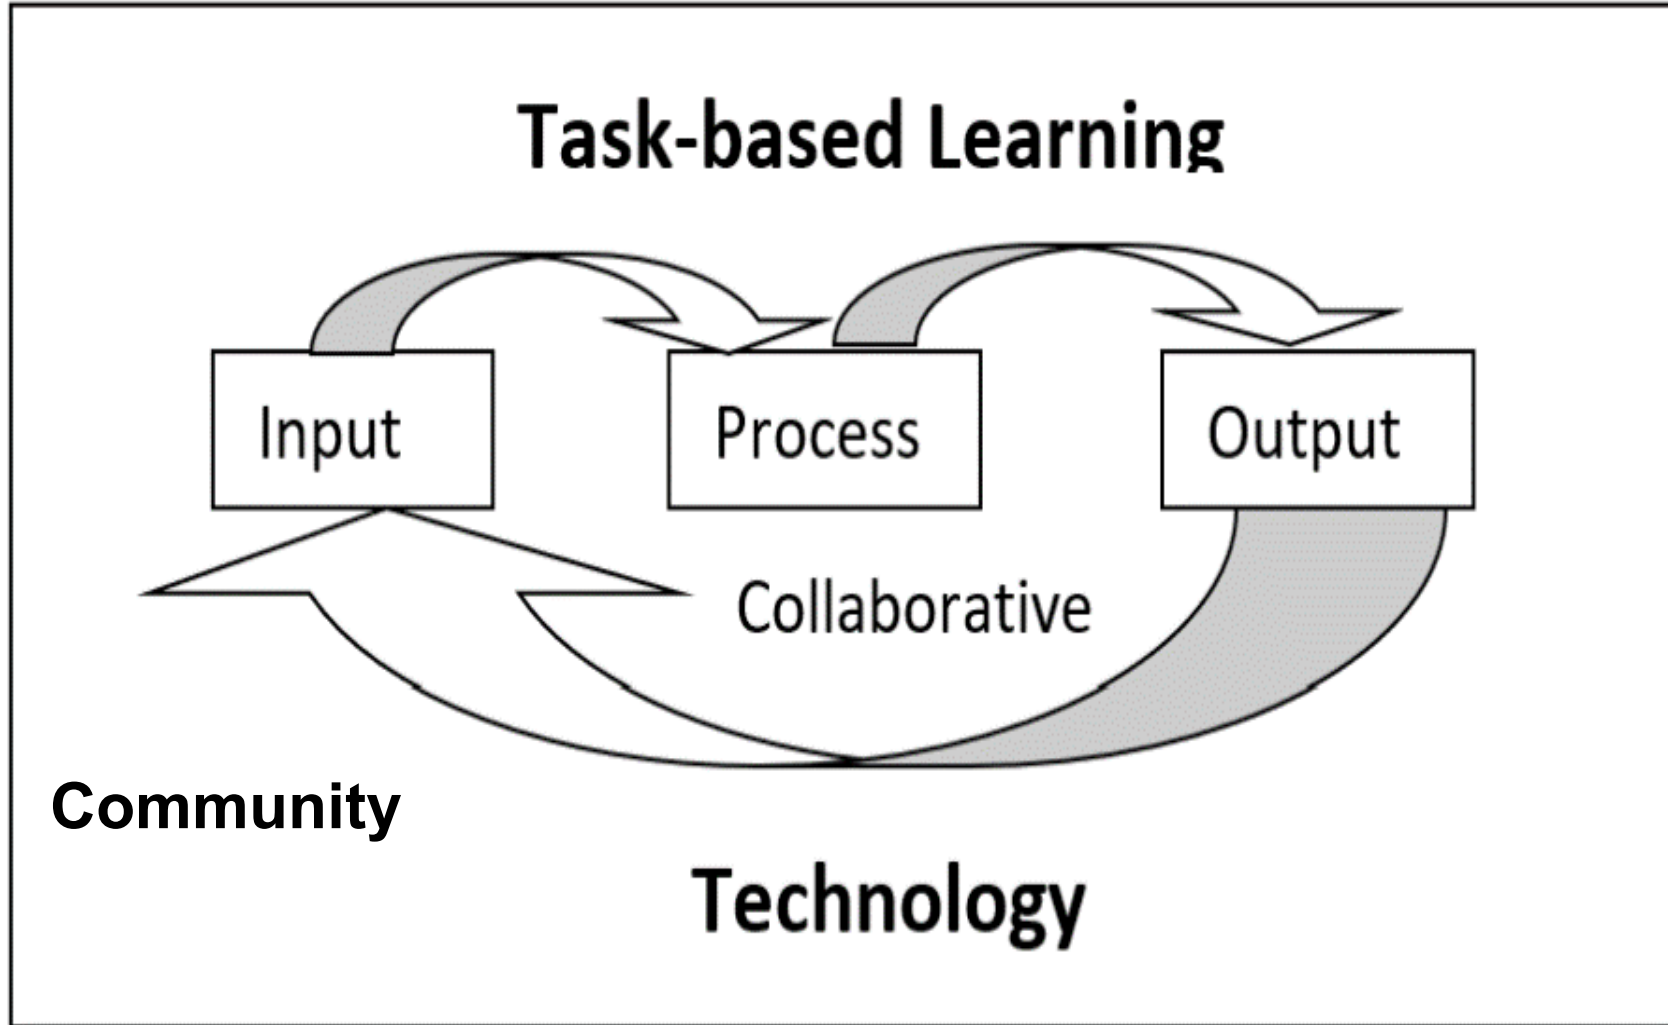 Task-based Learning
Input
Process
Output
Collaborative
Community
Technology